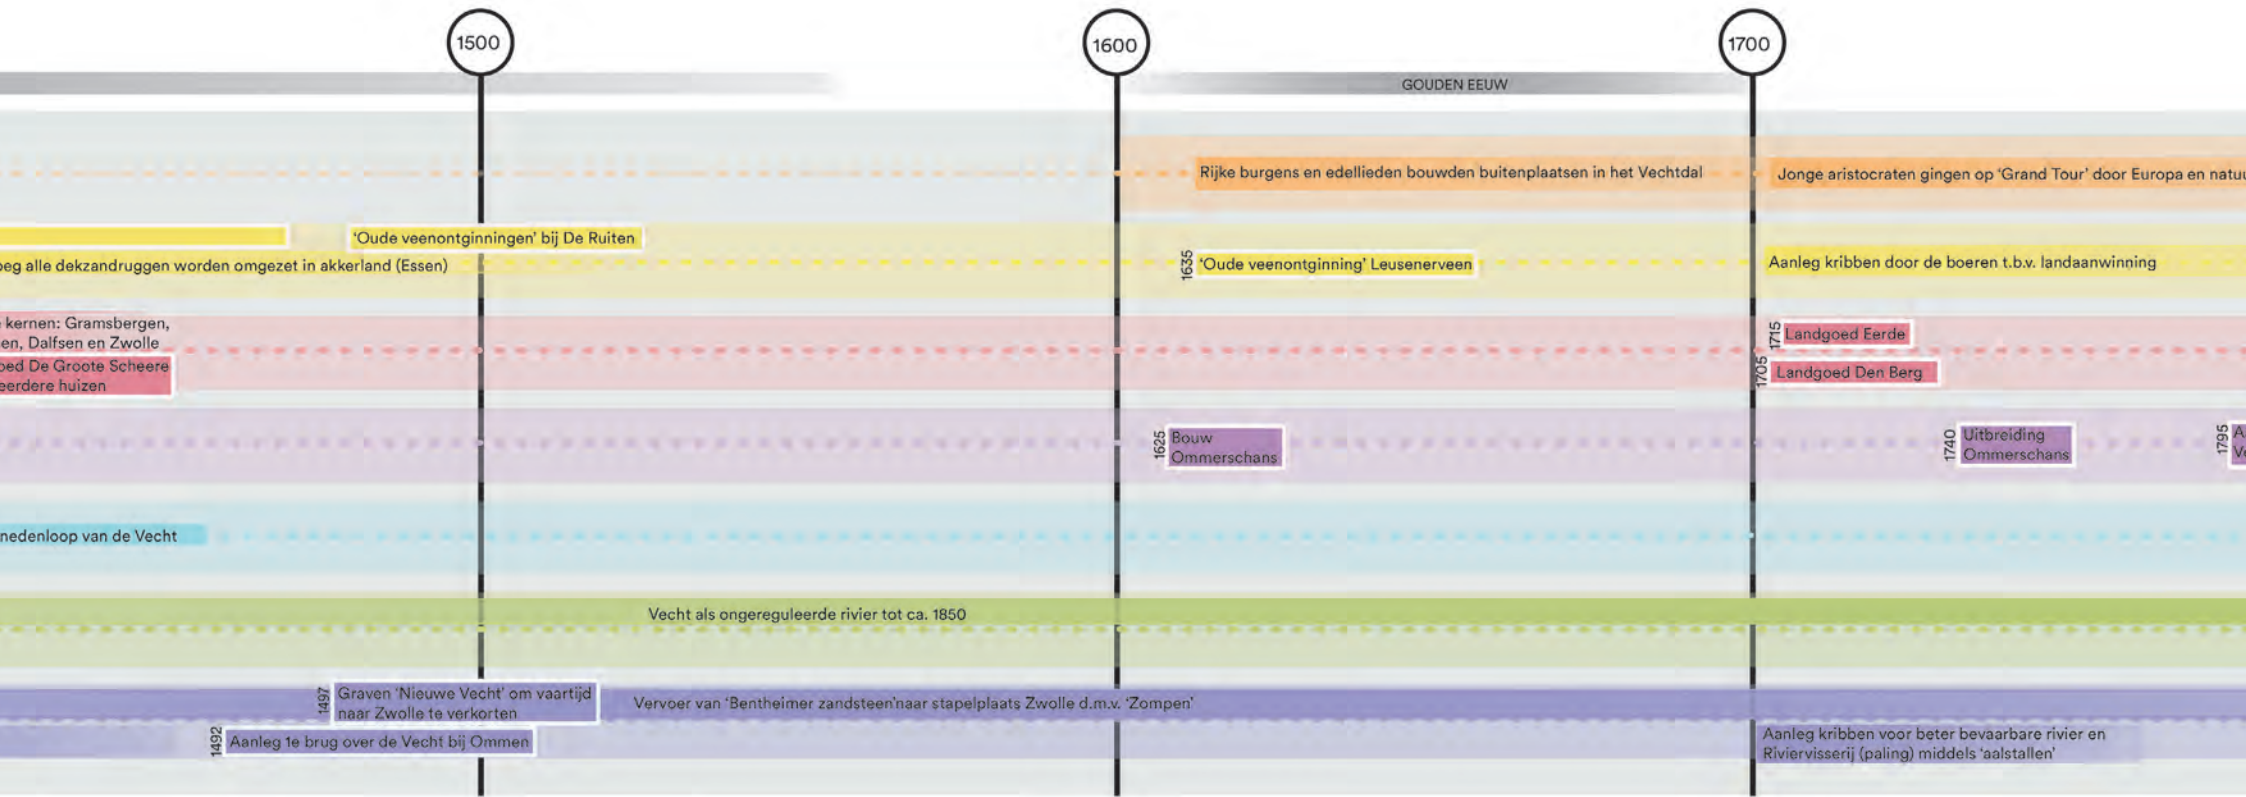 1500
1600
1700
GOUDEN EEUW
Rijke burgens en edellieden bouwden buitenplaatsen in het Vechtdal
Jonge aristocraten gingen op ‘Grand Tour’ door Europa en
‘Oude veenontginningen’ bij De Ruiten
alle dekzandruggen worden omgezet in akkerland (Essen)
1635
‘Oude veenontginning’ Leusenerveen
Aanleg kribben door de boeren t.b.v. landaanwinning
kernen: Gramsbergen,
Dalfsen en Zwolle
De Groote Scheere
huizen
1715
Landgoed Eerde
1705
Landgoed Den Berg
1625
Bouw
Ommerschans
1740
Uitbreiding
Ommerschans
1795
nedenloop van de Vecht
Vecht als ongereguleerde rivier tot ca. 1850
1497
Graven ‘Nieuwe Vecht’ om vaartijd
naar Zwolle te verkorten
Vervoer van ‘Bentheimer zandsteen’naar stapelplaats Zwolle d.m.v. ‘Zompen’
1492
Aanleg 1e brug over de Vecht bij Ommen
Aanleg kribben voor beter bevaarbare rivier en
Riviervisserij (paling) middels ‘aalstallen’